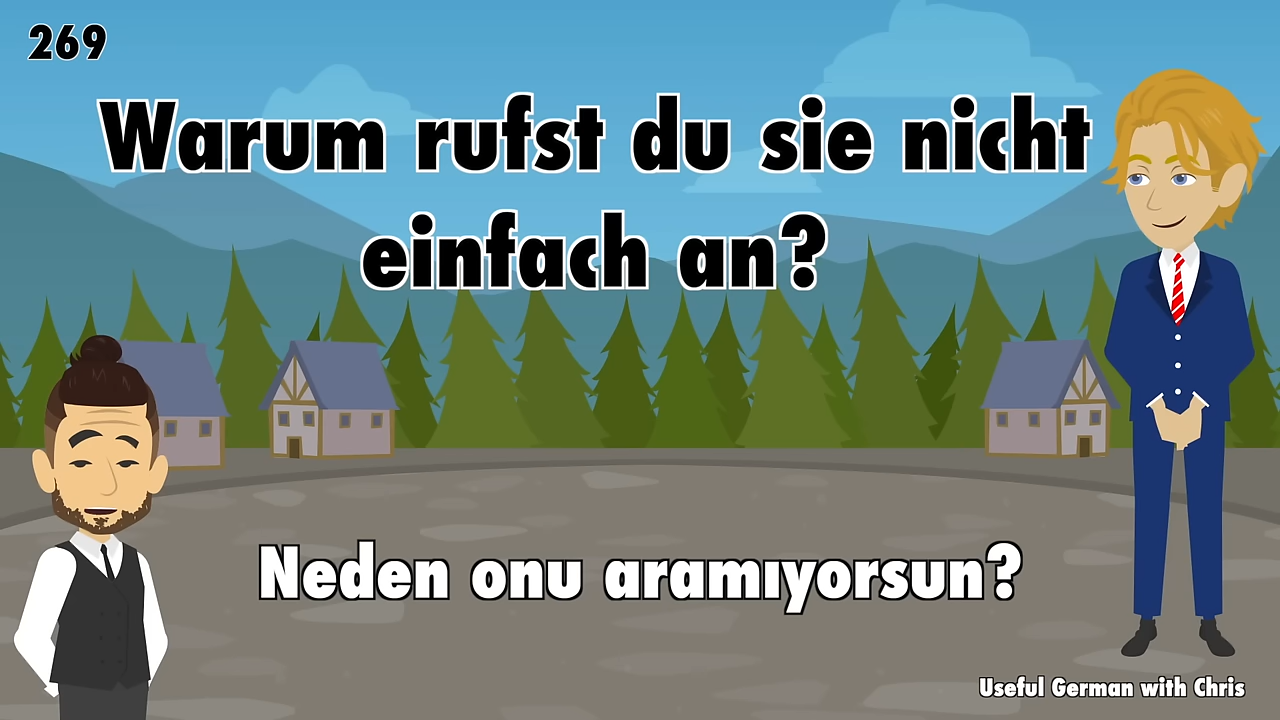 269
Warum rufst du sie nicht
einfach an?
Neden onu aramıyorsun?
Useful German with Chris